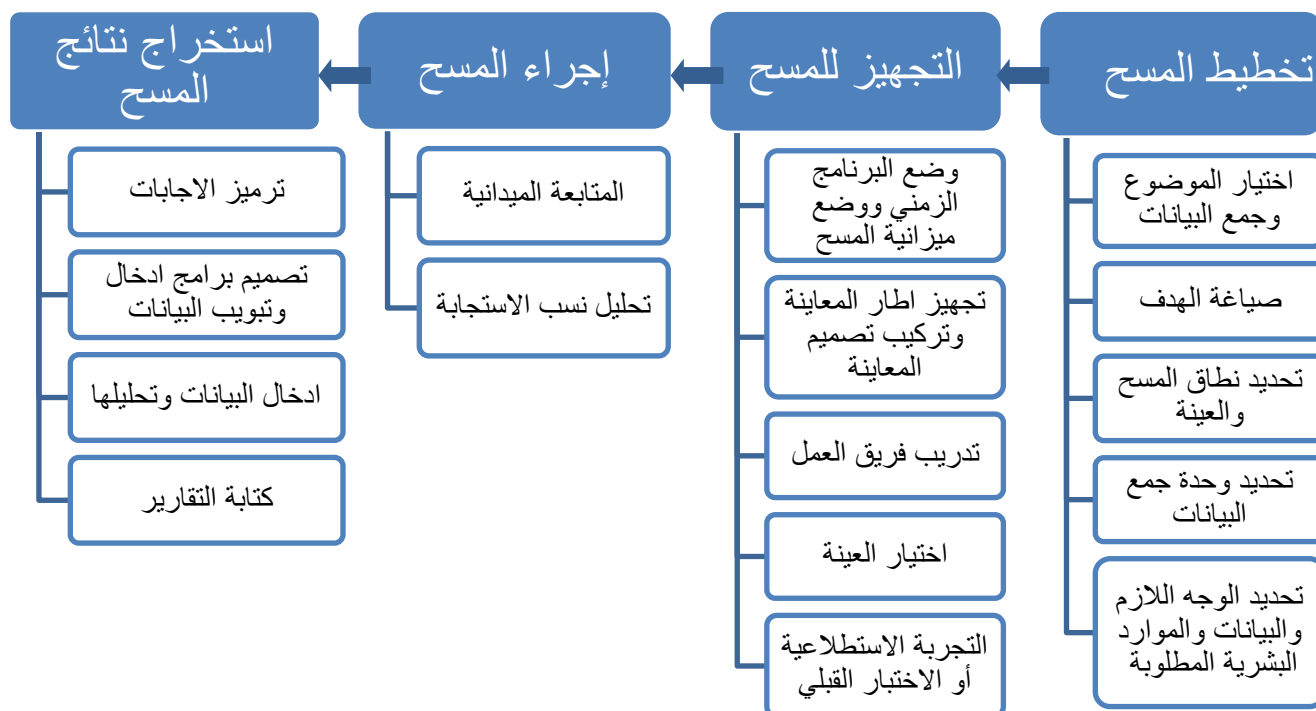 تخطيط المسح
اختيار الموضوع
وجمع البيانات
صياغة الهدف
تحديد نطاق المسح
والعينة
تحديد وحدة جمع
البيانات
تحديد الوجه اللازم
والبيانات والموارد
البشرية المطلوبة
التجهيز للمسح
وضع البرنامج
الزمني ووضع
ميزانية المسح
تجهيز اطار المعاينة
وتركيب تصميم
المعاينة
تدريب فريق العمل
اختيار العينة
التجربة الاستطلاعية
أو الاختبار القبلي
إجراء المسح
المتابعة الميدانية
تحليل نسب الاستجابة
استخراج نتائج
المسح
ترميز الاجابات
تصميم برامج ادخال
وتبويب البيانات
ادخال البيانات وتحليلها
كتابة التقارير